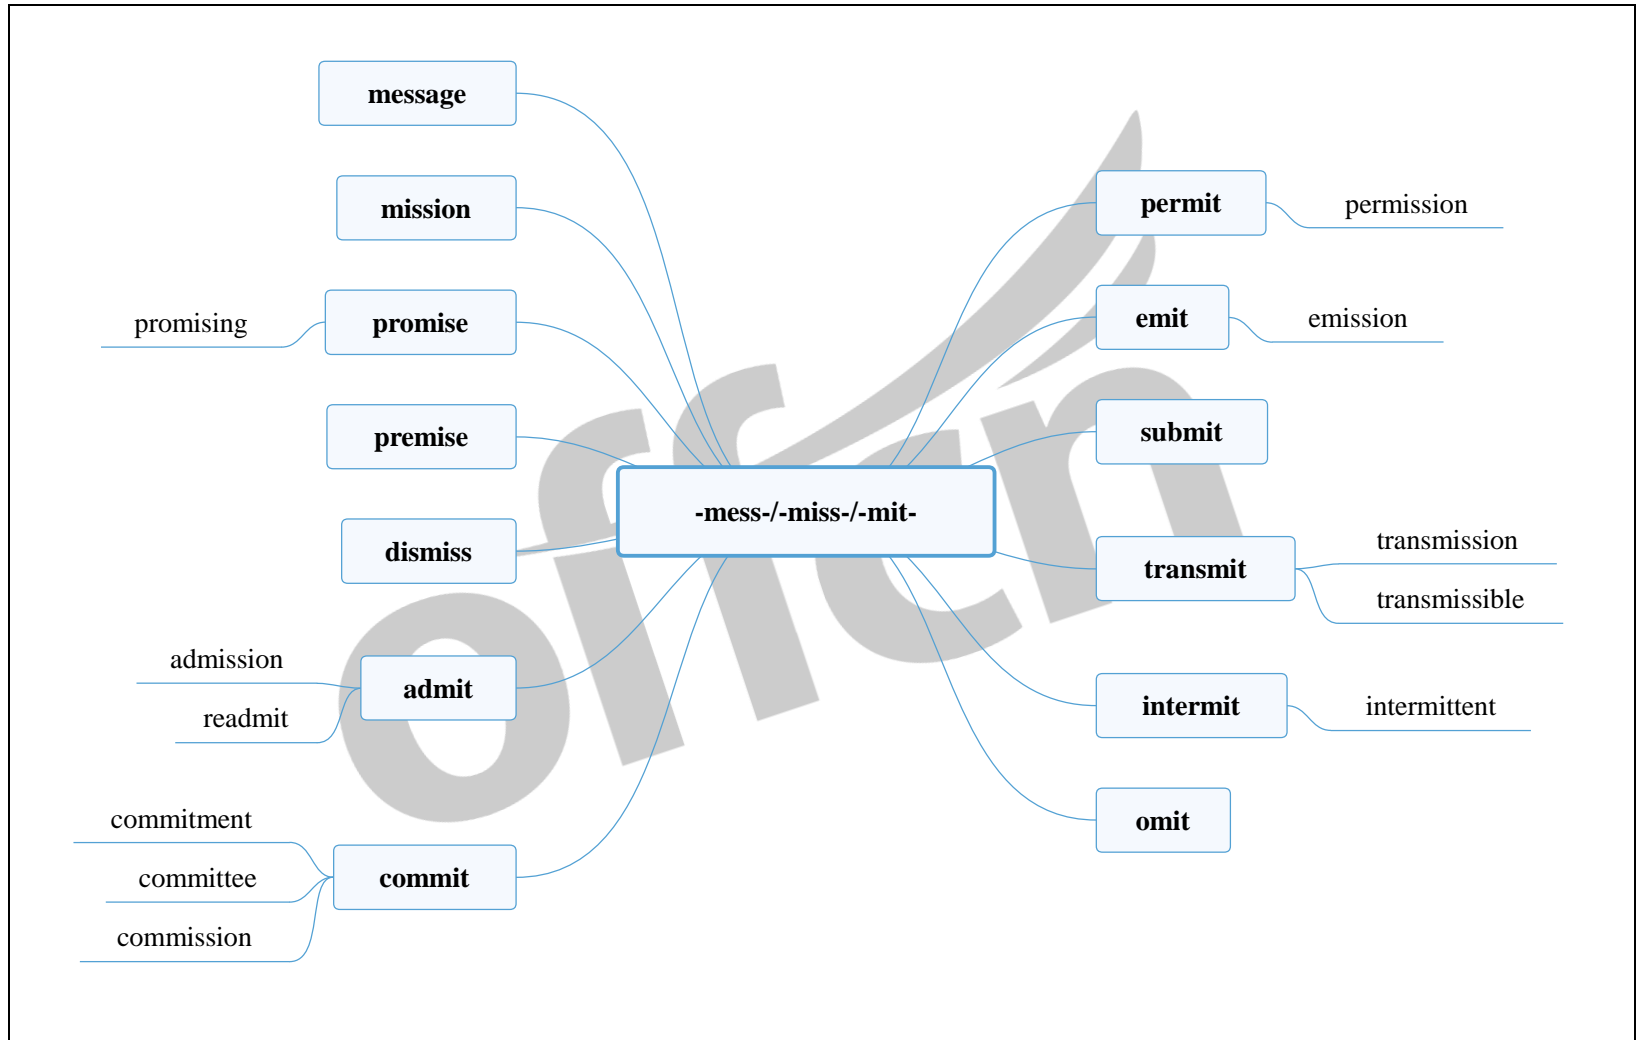 message
mission
promise
promising
premise
dismiss
admit
admission
readmit
commit
commitment
committee
commission
-mess-/-miss-/-mit-
permit
permission
emit
emission
submit
transmit
transmission
transmissible
intermit
intermittent
omit
offcn